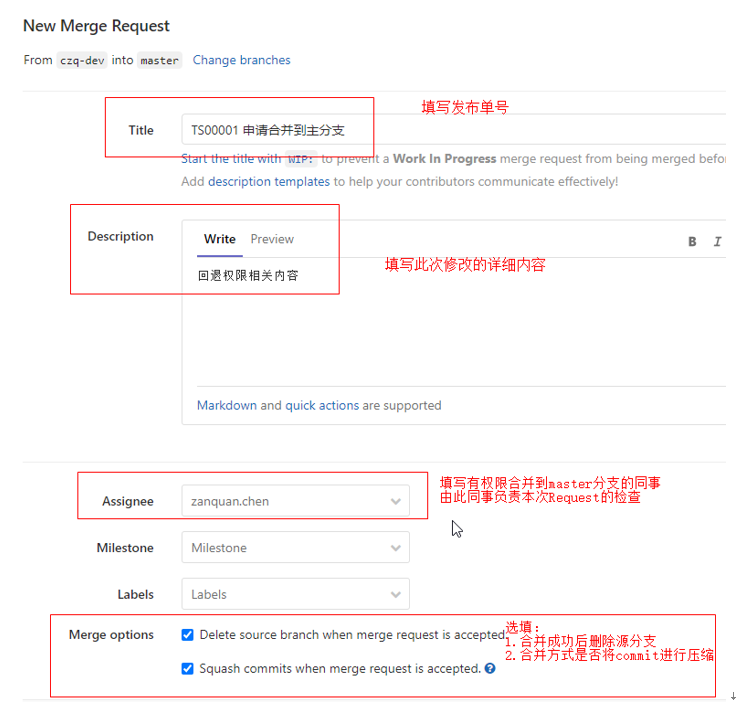 New Merge Request
From czq-dev into master Change branches
填写发布单号
Title TS00001 申请合并到主分支
Start the title with WIP: to prevent a Work In Progress merge request from being merged befor
Add description templates to help your contributors communicate effectively!
Description Write Preview B I
填写此次修改的详细内容
回退权限相关内容
Markdown and quick actions are supported
填写有权限合并到master分支的同事
由此同事负责本次Request的检查
Assignee zanquan.chen
Milestone Milestone
Labels Labels
选填：
Merge options Delete source branch when merge request is accepted.
1.合并成功后删除源分支
2.合并方式是否将commit进行压缩
Squash commits when merge request is accepted. ?